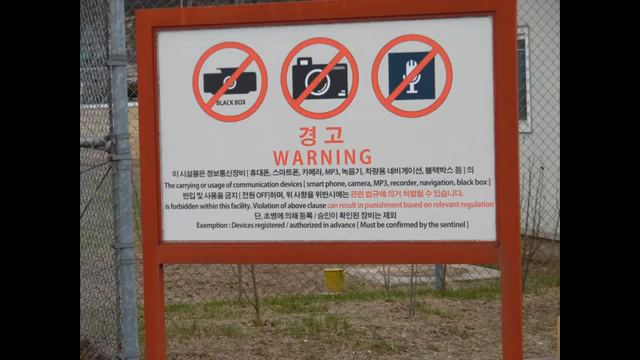 BLACK BOX
CAMERA
경 고
WARNING
이 시설물은 정보통신장비 [ 휴대폰, 스마트폰, 카메라, MP3, 녹음기, 차량용 네비게이션, 블랙박스 등 ] 의
The carrying or usage of communication devices [ smart phone, camera, MP3, recorder, navigation, black box ]
반입 및 사용을 금지 [ 전원 OFF]하며, 위 사항을 위반시에는 관련 법규에 의거 처벌될 수 있습니다.
is forbidden within this facility. Violation of above clause can result in punishment based on relevant regulation
단, 초병에 의해 등록 / 승인이 확인된 장비는 제외
Exemption : Devices registered / authorized in advance [ Must be confirmed by the sentinel ]